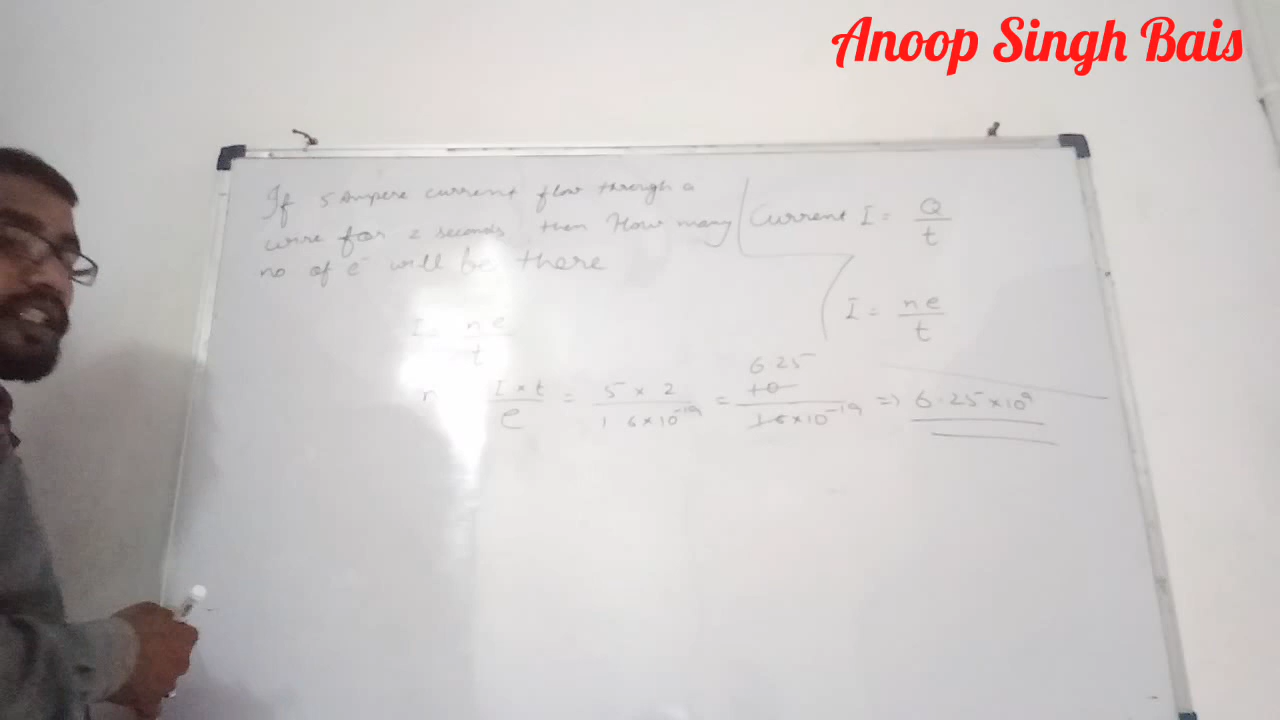 Anoop Singh Bais
If 5 Ampere current flow through a
wire for 2 seconds then How many
no of e⁻ will be there
Current I = Q/t
I = ne/t
I = ne/t
n I × t/e = 5 × 2/1 6×10⁻¹⁹ = 6.25 10/1.6×10⁻¹⁹ => 6.25×10⁹